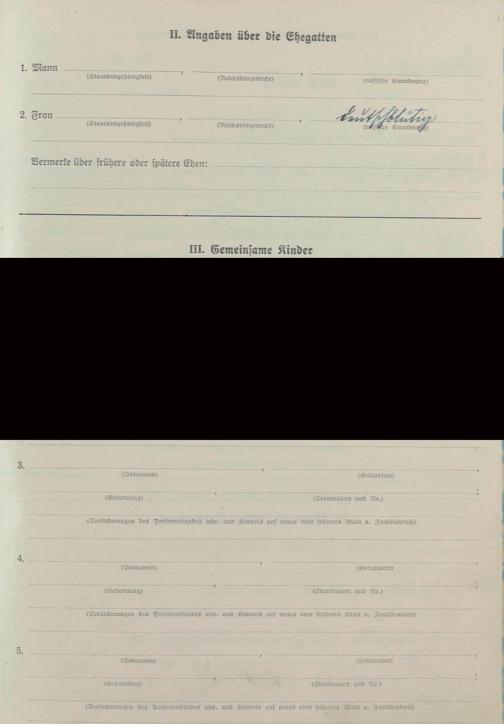 II. Angaben über die Ehegatten
1. Mann , ,
(Staatsangehörigkeit) (Reichsbürgerrecht) (rassische Einordnung)
deutschblütig
2. Frau , ,
(Staatsangehörigkeit) (Reichsbürgerrecht) (rassische Einordnung)
Vermerke über frühere oder spätere Ehen:
III. Gemeinsame Kinder
3. , ,
(Vornamen) (Geburtsort)
, ;
(Geburtstag) (Standesamt und Nr.)
(Veränderungen des Personenstandes usw. und Hinweis auf neues oder früheres Blatt u. Familienbuch)
4. , ,
(Vornamen) (Geburtsort)
, ;
(Geburtstag) (Standesamt und Nr.)
(Veränderungen des Personenstandes usw. und Hinweis auf neues oder früheres Blatt u. Familienbuch)
5. , ,
(Vornamen) (Geburtsort)
, ;
(Geburtstag) (Standesamt und Nr.)
(Veränderungen des Personenstandes usw. und Hinweis auf neues oder früheres Blatt u. Familienbuch)